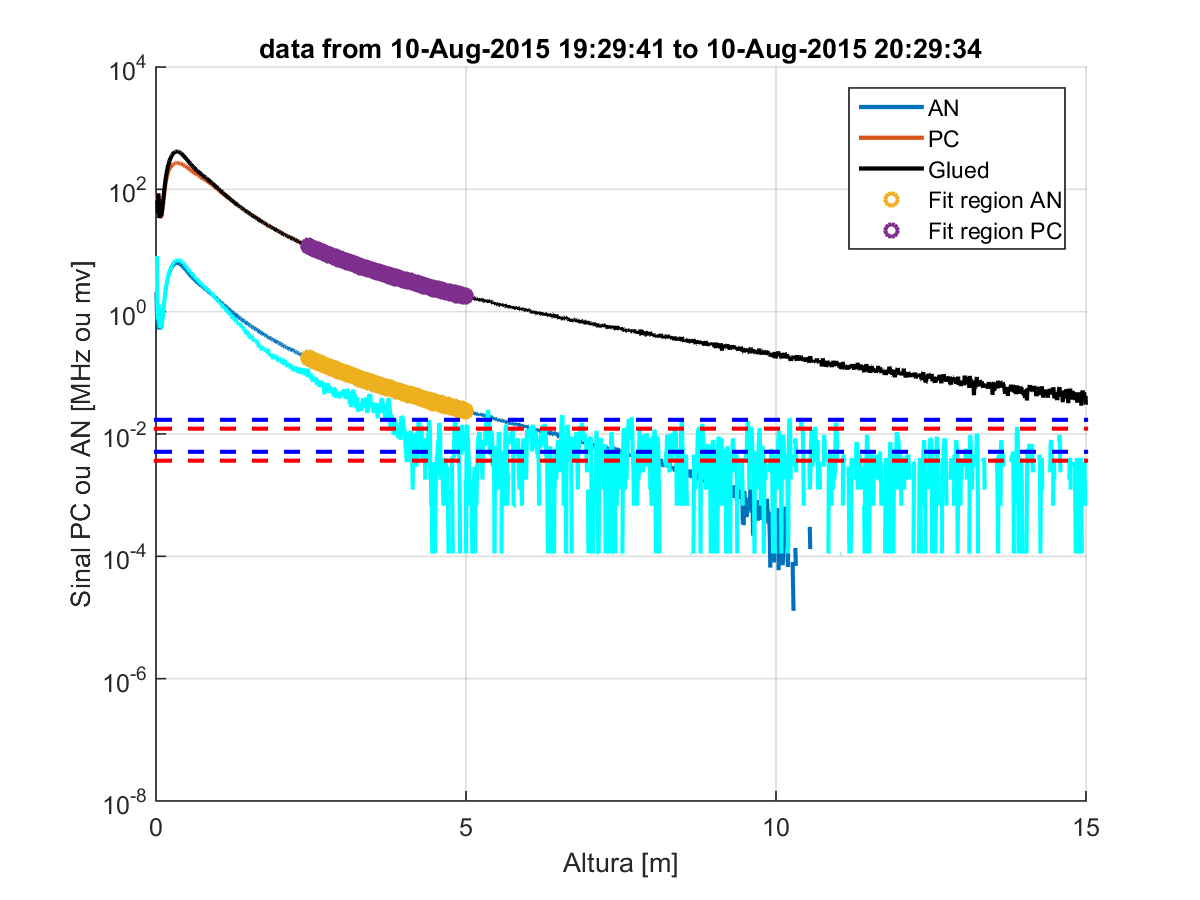 data from 10-Aug-2015 19:29:41 to 10-Aug-2015 20:29:34
10^4
10^2
10^0
10^-2
10^-4
10^-6
10^-8
Sinal PC ou AN [MHz ou mv]
AN
PC
Glued
Fit region AN
Fit region PC
0
5
10
15
Altura [m]